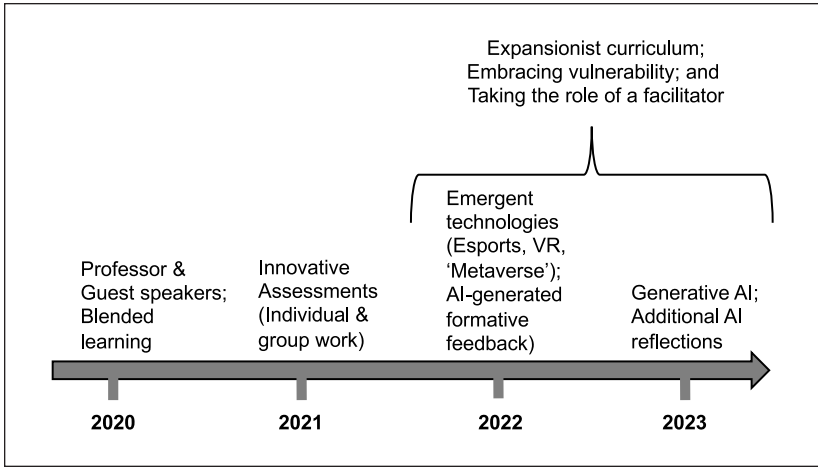 Expansionist curriculum;
Embracing vulnerability; and
Taking the role of a facilitator
Professor &
Guest speakers;
Blended
learning
Innovative
Assessments
(Individual &
group work)
Emergent
technologies
(Esports, VR,
‘Metaverse’);
AI-generated
formative
feedback)
Generative AI;
Additional AI
reflections
2020
2021
2022
2023